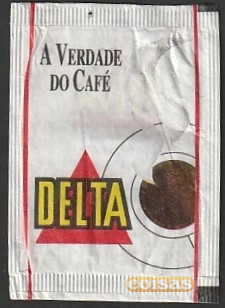 A VERDADE
DO CAFÉ
DELTA
coisas